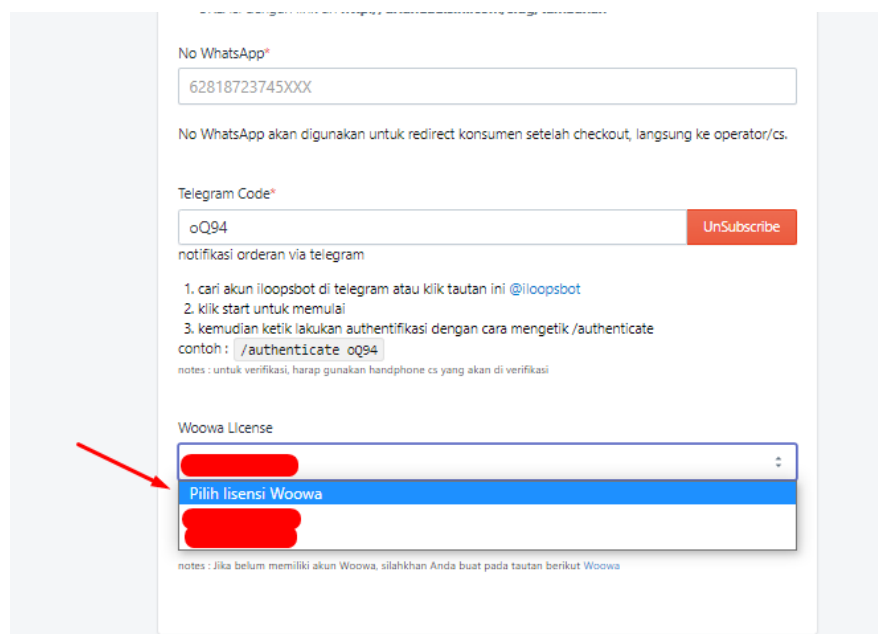 No WhatsApp*
62818723745XXX
No WhatsApp akan digunakan untuk redirect konsumen setelah checkout, langsung ke operator/cs.
Telegram Code*
oQ94
UnSubscribe
notifikasi orderan via telegram
1. cari akun iloopsbot di telegram atau klik tautan ini @iloopsbot
2. klik start untuk memulai
3. kemudian ketik lakukan authentifikasi dengan cara mengetik /authenticate
contoh : /authenticate oQ94
notes : untuk verifikasi, harap gunakan handphone cs yang akan di verifikasi
Woowa LIcense
Pilih lisensi Woowa
notes : Jika belum memiliki akun Woowa, silahkhan Anda buat pada tautan berikut Woowa